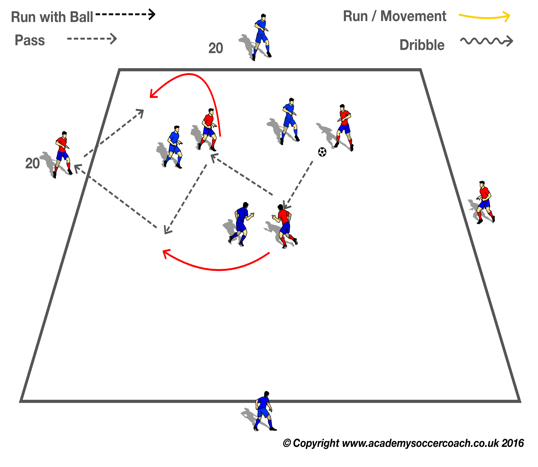 Run with Ball
Run / Movement
Pass
Dribble
20
20
© Copyright www.academysoccercoach.co.uk 2016